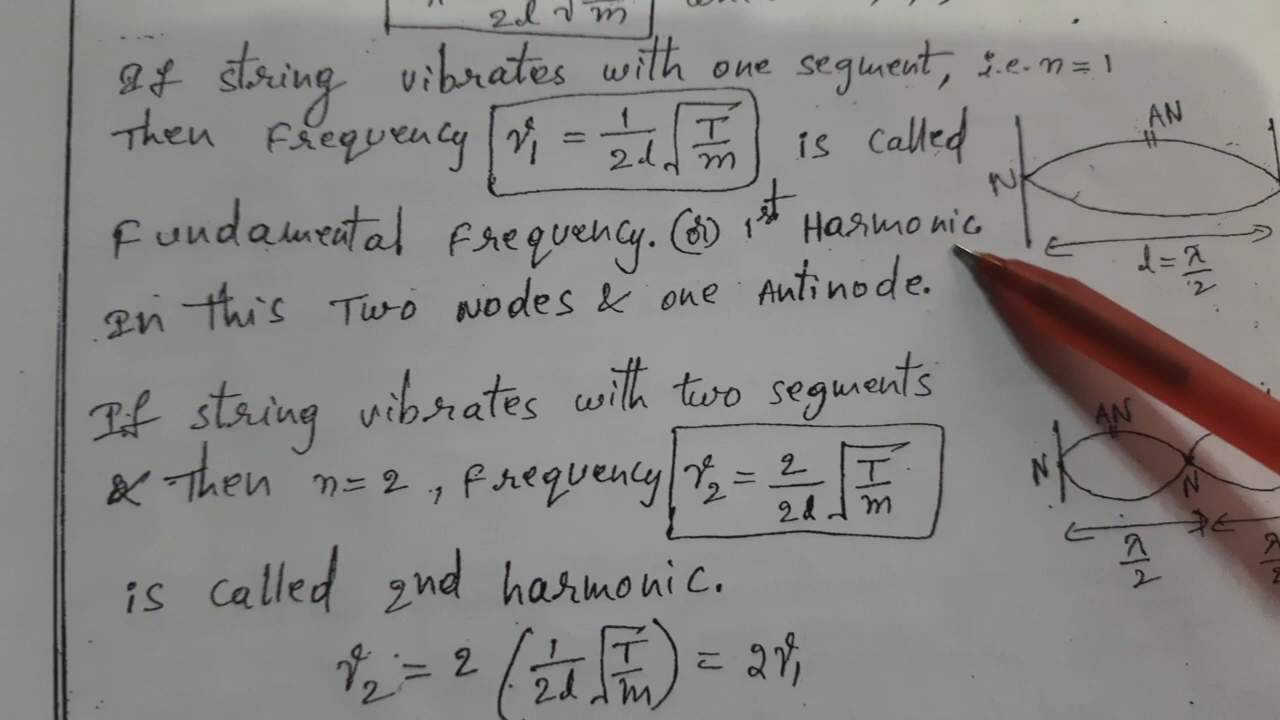 2l √m
If string vibrates with one segment, i.e. n = 1
Then Frequency ν₁ = 1/2l √T/m is called
Fundamental Frequency. (or) 1st Harmonic
In this Two nodes & one Antinode.
AN
N
l = λ/2
If string vibrates with two segments
& then n = 2, Frequency ν₂ = 2/2l √T/m
is called 2nd harmonic.
AN
N
N
λ/2
ν₂ = 2 (1/2l √T/m) = 2ν₁